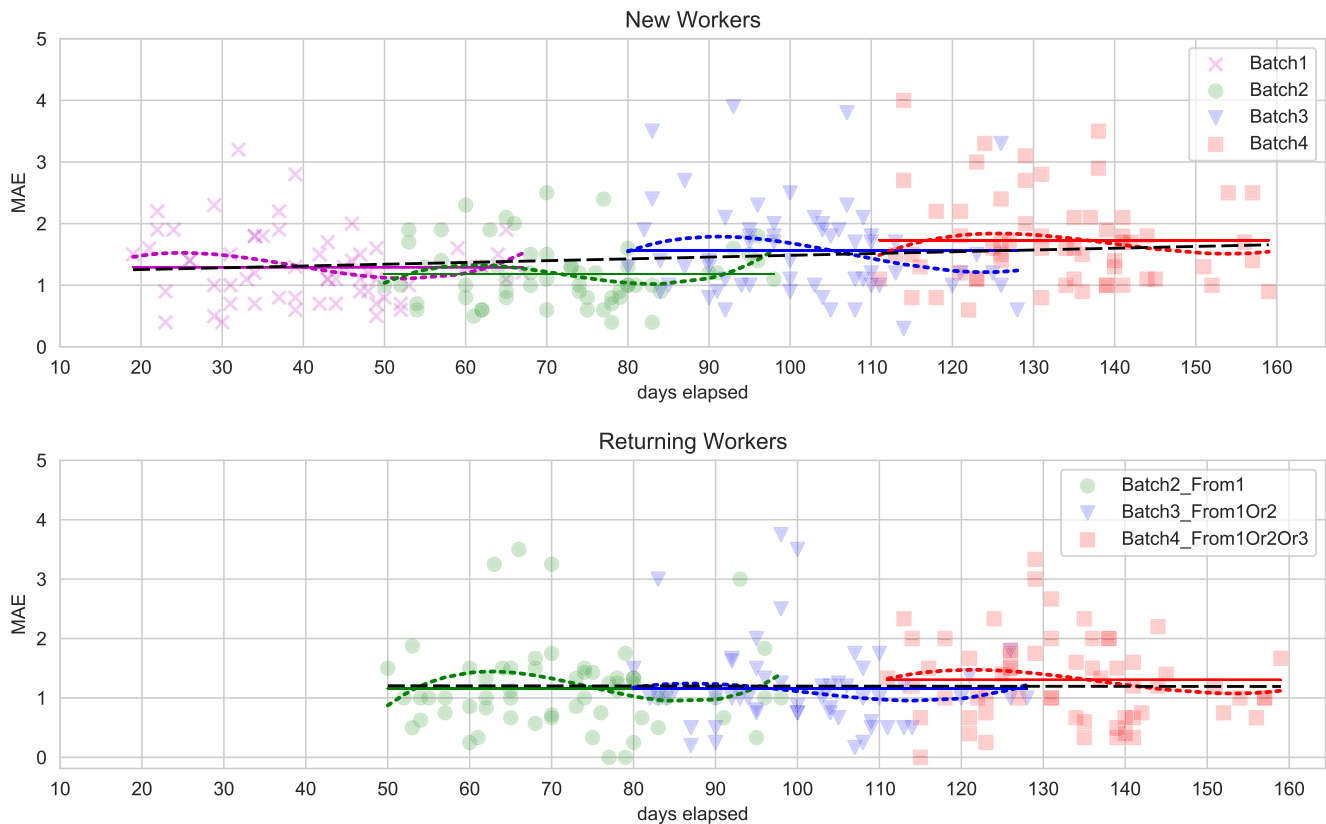 New Workers
5
4
3
2
1
0
MAE
Batch1
Batch2
Batch3
Batch4
10 20 30 40 50 60 70 80 90 100 110 120 130 140 150 160
days elapsed
Returning Workers
5
4
3
2
1
0
MAE
Batch2_From1
Batch3_From1Or2
Batch4_From1Or2Or3
10 20 30 40 50 60 70 80 90 100 110 120 130 140 150 160
days elapsed